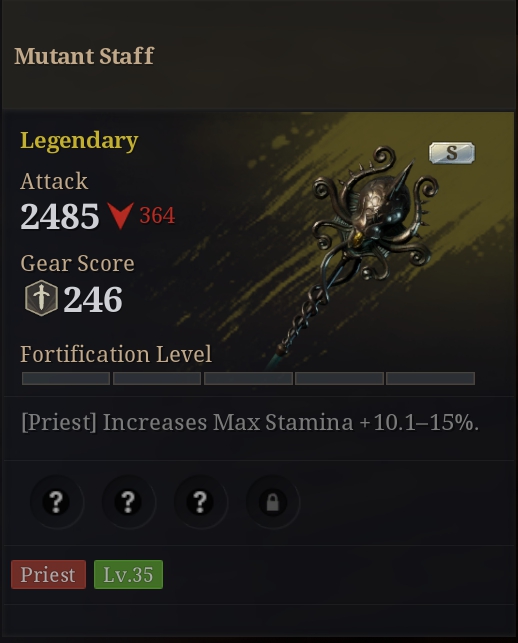 Mutant Staff
Legendary
S
Attack
2485 364
Gear Score
246
Fortification Level
[Priest] Increases Max Stamina +10.1–15%.
? ? ?
Priest Lv.35